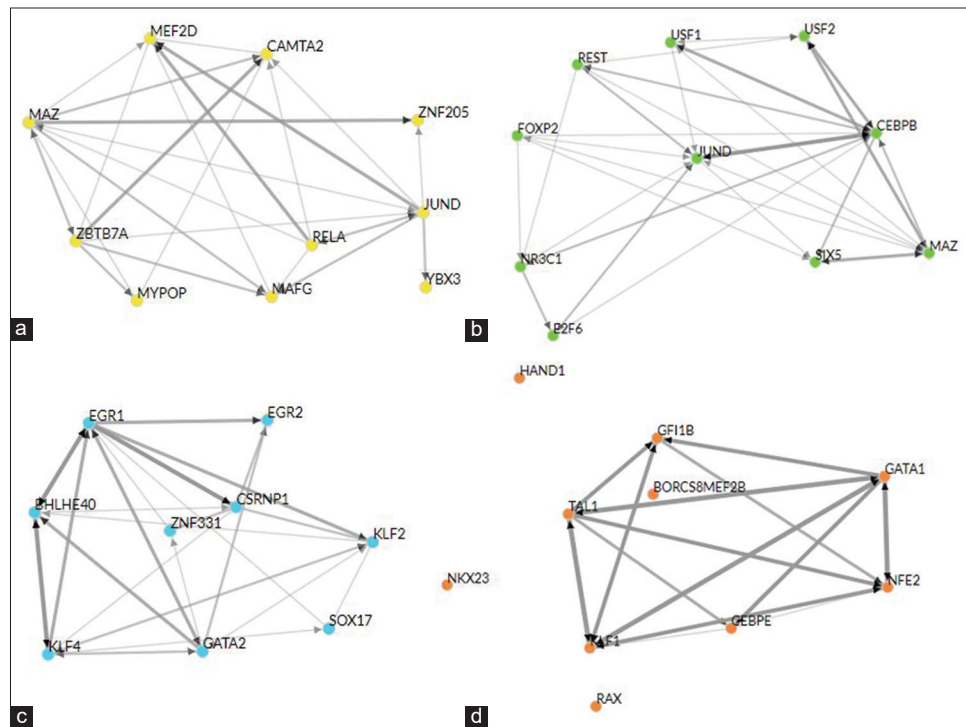 MEF2D
CAMTA2
MAZ
ZNF205
JUND
ZBTB7A
RELA
YBX3
MYPOP
MAFG
a
USF1
USF2
REST
CEBPB
FOXP2
JUND
NR3C1
SIX5
MAZ
E2F6
b
EGR1
EGR2
BHLHE40
CSRNP1
ZNF331
KLF2
SOX17
KLF4
GATA2
c
HAND1
GFI1B
GATA1
BORCS8MEF2B
TAL1
NKX23
NFE2
CEBPE
KLF1
RAX
d